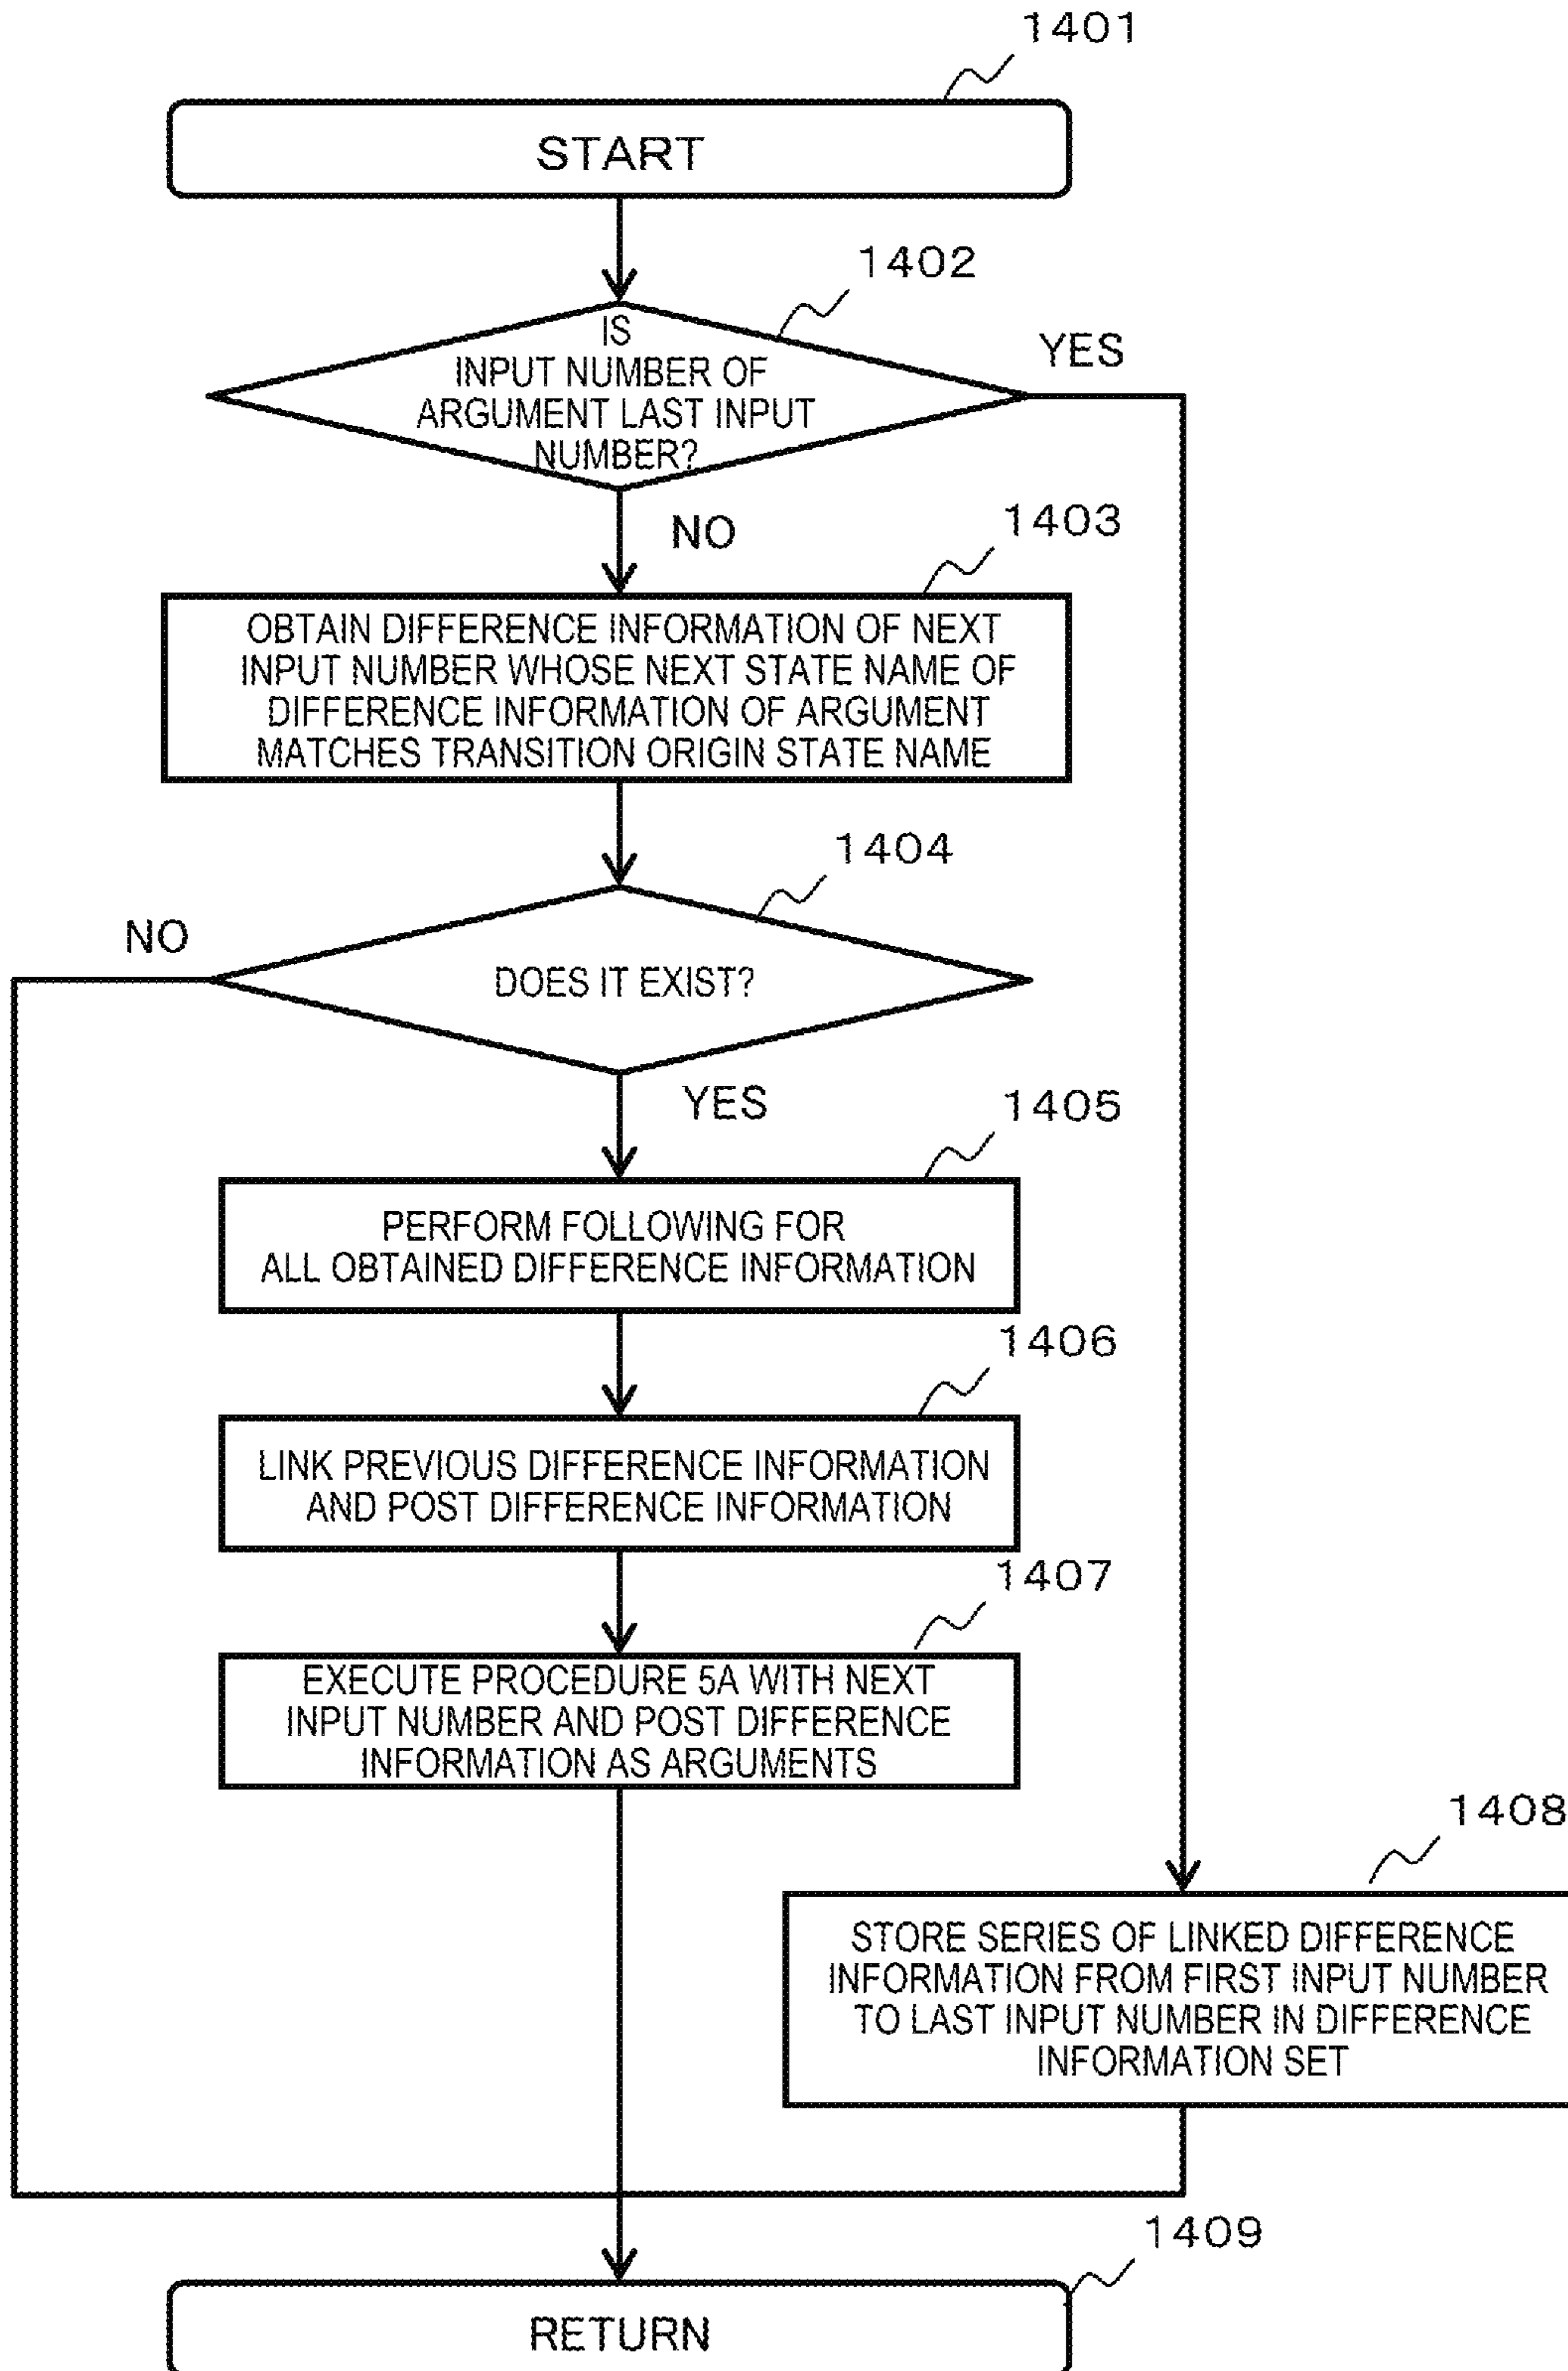 1401
START
1402
IS
INPUT NUMBER OF
ARGUMENT LAST INPUT
NUMBER?
YES
NO
1403
OBTAIN DIFFERENCE INFORMATION OF NEXT
INPUT NUMBER WHOSE NEXT STATE NAME OF
DIFFERENCE INFORMATION OF ARGUMENT
MATCHES TRANSITION ORIGIN STATE NAME
1404
NO
DOES IT EXIST?
YES
1405
PERFORM FOLLOWING FOR
ALL OBTAINED DIFFERENCE INFORMATION
1406
LINK PREVIOUS DIFFERENCE INFORMATION
AND POST DIFFERENCE INFORMATION
1407
EXECUTE PROCEDURE 5A WITH NEXT
INPUT NUMBER AND POST DIFFERENCE
INFORMATION AS ARGUMENTS
1408
STORE SERIES OF LINKED DIFFERENCE
INFORMATION FROM FIRST INPUT NUMBER
TO LAST INPUT NUMBER IN DIFFERENCE
INFORMATION SET
1409
RETURN